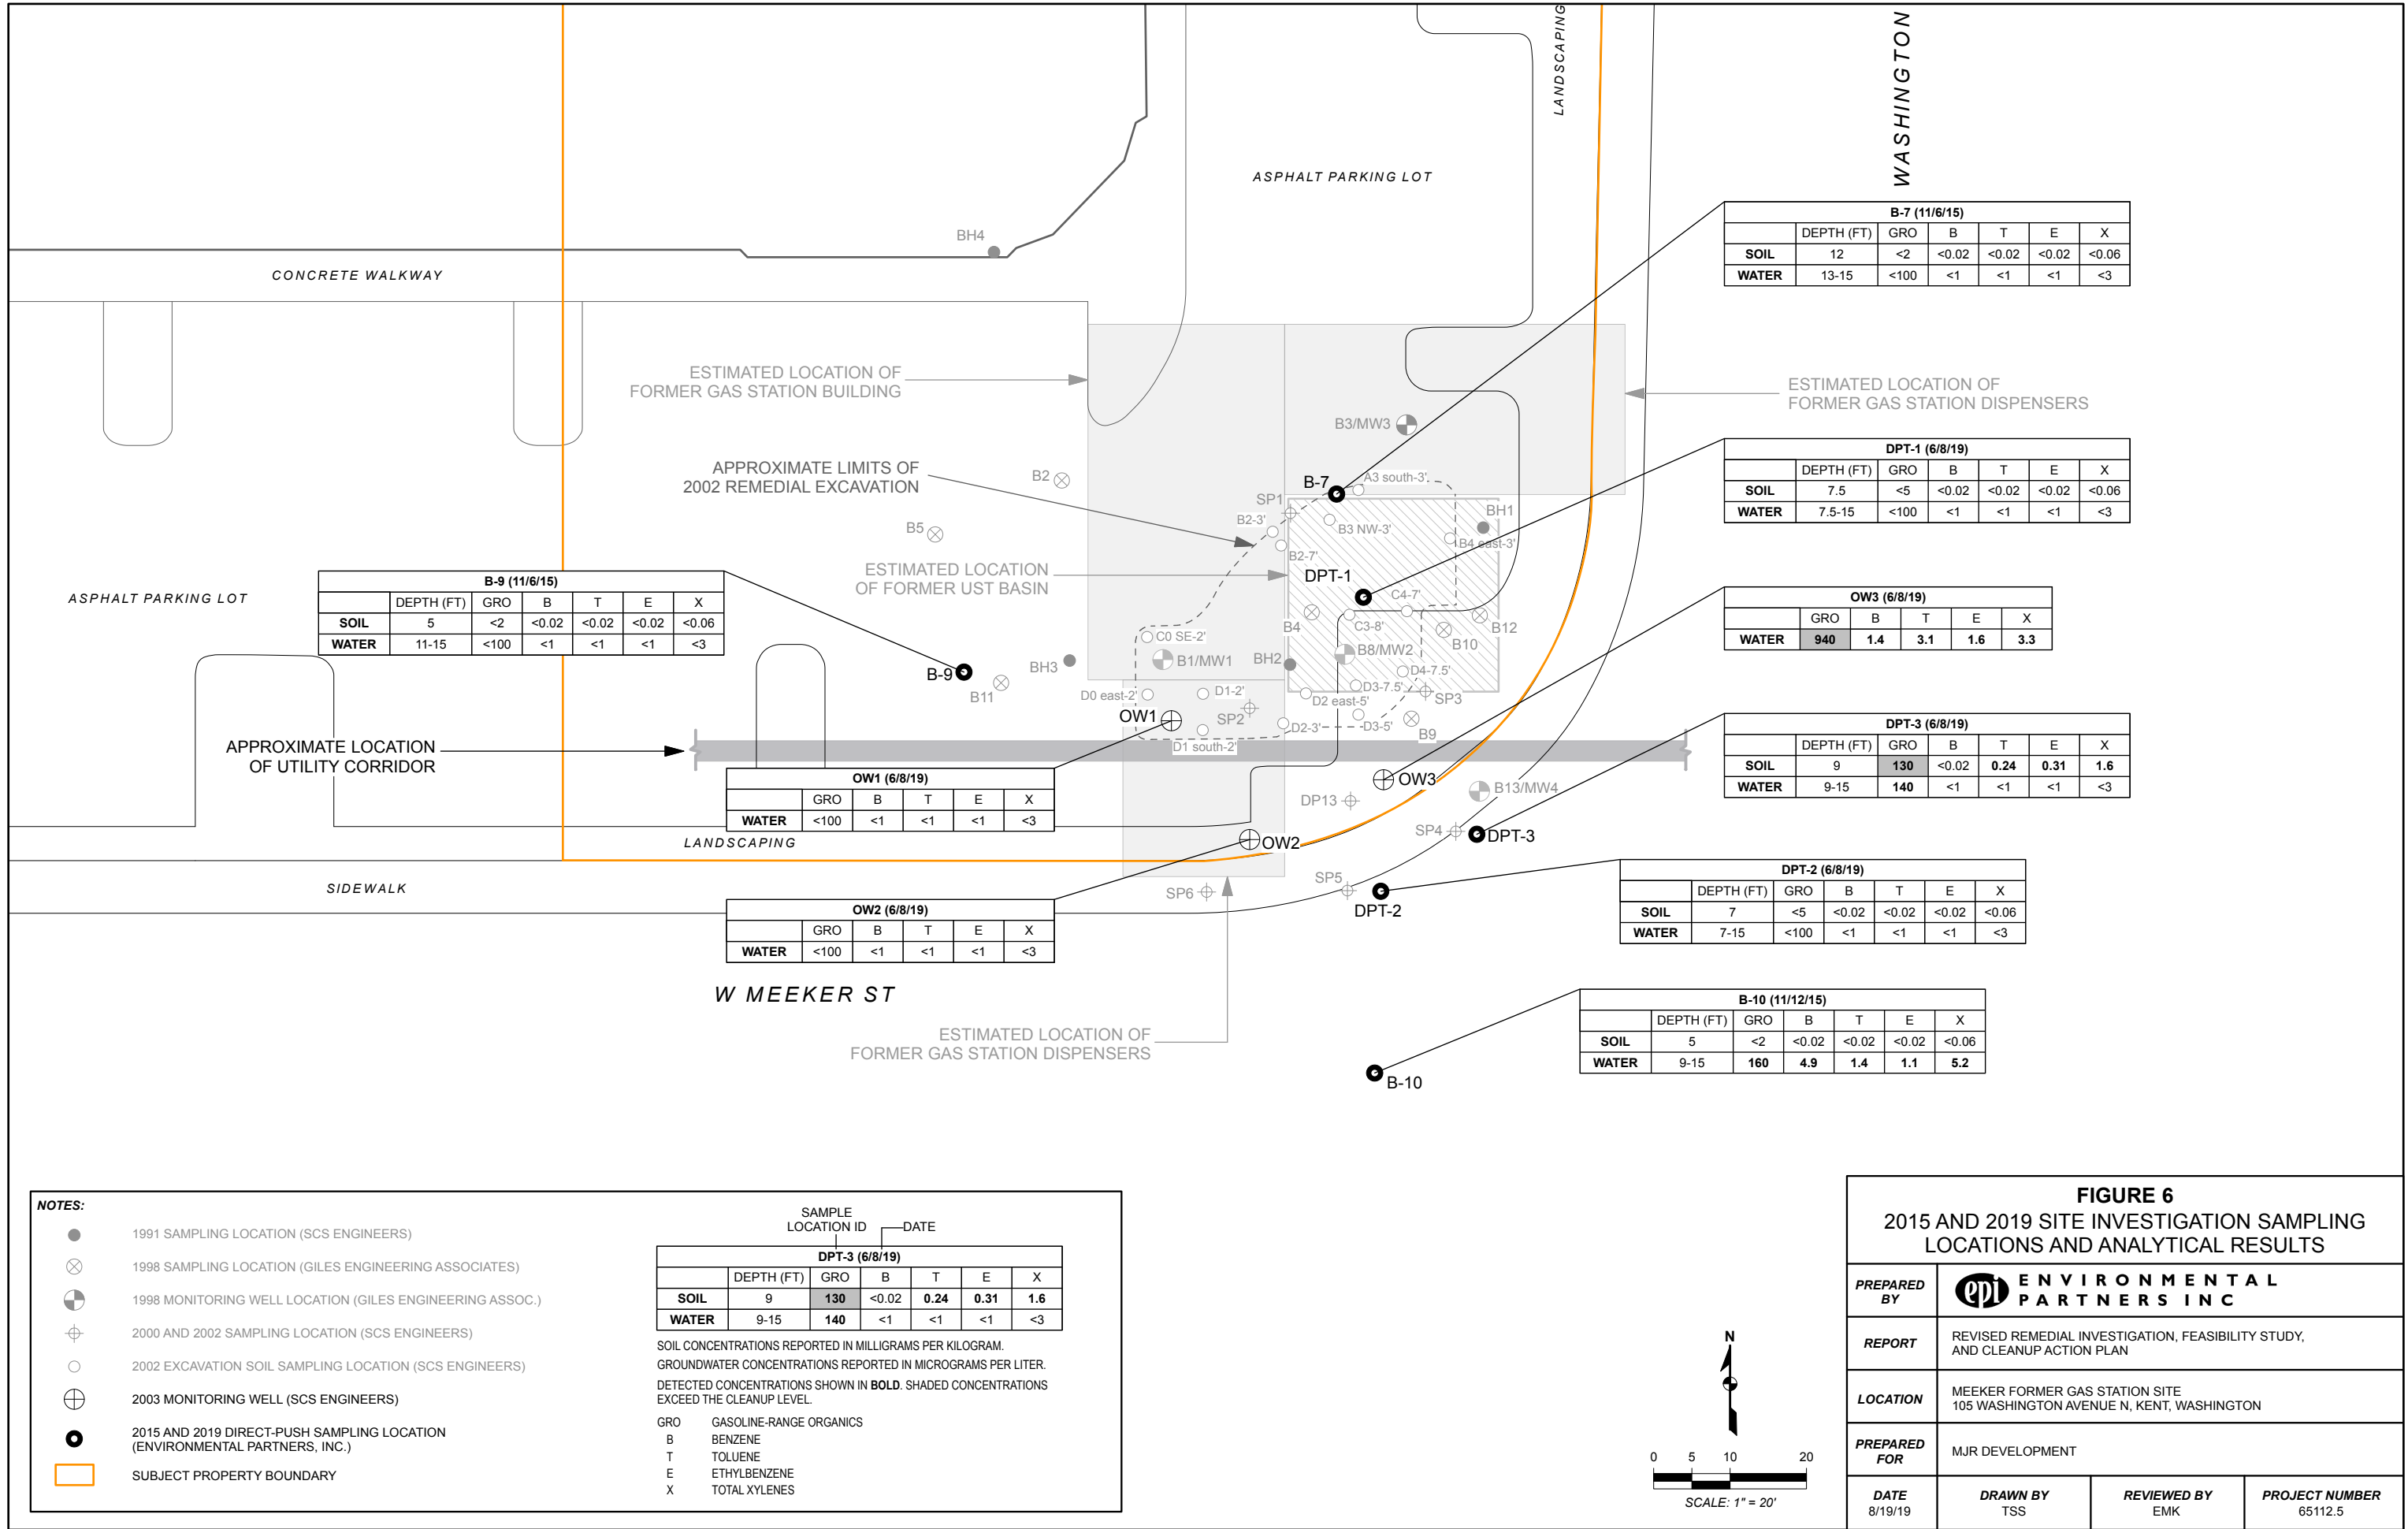 LANDSCAPING
WASHINGTON
ASPHALT PARKING LOT
BH4
CONCRETE WALKWAY
B-7 (11/6/15)
DEPTH (FT) GRO B T E X
SOIL 12 <2 <0.02 <0.02 <0.02 <0.06
WATER 13-15 <100 <1 <1 <1 <3
ESTIMATED LOCATION OF
FORMER GAS STATION BUILDING
ESTIMATED LOCATION OF
FORMER GAS STATION DISPENSERS
B3/MW3
DPT-1 (6/8/19)
DEPTH (FT) GRO B T E X
SOIL 7.5 <5 <0.02 <0.02 <0.02 <0.06
WATER 7.5-15 <100 <1 <1 <1 <3
APPROXIMATE LIMITS OF
2002 REMEDIAL EXCAVATION
B2
B-7
A3 south-3'
SP1
BH1
B2-3'
B3 NW-3'
B5
B4 east-3'
B2-7'
ESTIMATED LOCATION
OF FORMER UST BASIN
DPT-1
ASPHALT PARKING LOT
B-9 (11/6/15)
DEPTH (FT) GRO B T E X
SOIL 5 <2 <0.02 <0.02 <0.02 <0.06
WATER 11-15 <100 <1 <1 <1 <3
OW3 (6/8/19)
GRO B T E X
WATER 940 1.4 3.1 1.6 3.3
C4-7'
B4
C3-8'
B12
B10
C0 SE-2'
BH3
B1/MW1
BH2
B8/MW2
B-9
B11
D4-7.5'
D0 east-2'
D1-2'
D3-7.5'
D2 east-5'
SP3
OW1
SP2
D2-3'
D3-5'
B9
D1 south-2'
APPROXIMATE LOCATION
OF UTILITY CORRIDOR
DPT-3 (6/8/19)
DEPTH (FT) GRO B T E X
SOIL 9 130 <0.02 0.24 0.31 1.6
WATER 9-15 140 <1 <1 <1 <3
OW1 (6/8/19)
GRO B T E X
WATER <100 <1 <1 <1 <3
OW3
B13/MW4
DP13
SP4
DPT-3
LANDSCAPING
OW2
SIDEWALK
SP6
SP5
DPT-2
DPT-2 (6/8/19)
DEPTH (FT) GRO B T E X
SOIL 7 <5 <0.02 <0.02 <0.02 <0.06
WATER 7-15 <100 <1 <1 <1 <3
OW2 (6/8/19)
GRO B T E X
WATER <100 <1 <1 <1 <3
W MEEKER ST
ESTIMATED LOCATION OF
FORMER GAS STATION DISPENSERS
B-10 (11/12/15)
DEPTH (FT) GRO B T E X
SOIL 5 <2 <0.02 <0.02 <0.02 <0.06
WATER 9-15 160 4.9 1.4 1.1 5.2
B-10
NOTES:
1991 SAMPLING LOCATION (SCS ENGINEERS)
1998 SAMPLING LOCATION (GILES ENGINEERING ASSOCIATES)
1998 MONITORING WELL LOCATION (GILES ENGINEERING ASSOC.)
2000 AND 2002 SAMPLING LOCATION (SCS ENGINEERS)
2002 EXCAVATION SOIL SAMPLING LOCATION (SCS ENGINEERS)
2003 MONITORING WELL (SCS ENGINEERS)
2015 AND 2019 DIRECT-PUSH SAMPLING LOCATION
(ENVIRONMENTAL PARTNERS, INC.)
SUBJECT PROPERTY BOUNDARY
SAMPLE
LOCATION ID DATE
DPT-3 (6/8/19)
DEPTH (FT) GRO B T E X
SOIL 9 130 <0.02 0.24 0.31 1.6
WATER 9-15 140 <1 <1 <1 <3
SOIL CONCENTRATIONS REPORTED IN MILLIGRAMS PER KILOGRAM.
GROUNDWATER CONCENTRATIONS REPORTED IN MICROGRAMS PER LITER.
DETECTED CONCENTRATIONS SHOWN IN BOLD. SHADED CONCENTRATIONS
EXCEED THE CLEANUP LEVEL.
GRO GASOLINE-RANGE ORGANICS
B BENZENE
T TOLUENE
E ETHYLBENZENE
X TOTAL XYLENES
N
0 5 10 20
SCALE: 1" = 20'
FIGURE 6
2015 AND 2019 SITE INVESTIGATION SAMPLING
LOCATIONS AND ANALYTICAL RESULTS
PREPARED
BY
epi ENVIRONMENTAL
PARTNERS INC
REPORT
REVISED REMEDIAL INVESTIGATION, FEASIBILITY STUDY,
AND CLEANUP ACTION PLAN
LOCATION
MEEKER FORMER GAS STATION SITE
105 WASHINGTON AVENUE N, KENT, WASHINGTON
PREPARED
FOR
MJR DEVELOPMENT
DATE DRAWN BY REVIEWED BY PROJECT NUMBER
8/19/19 TSS EMK 65112.5